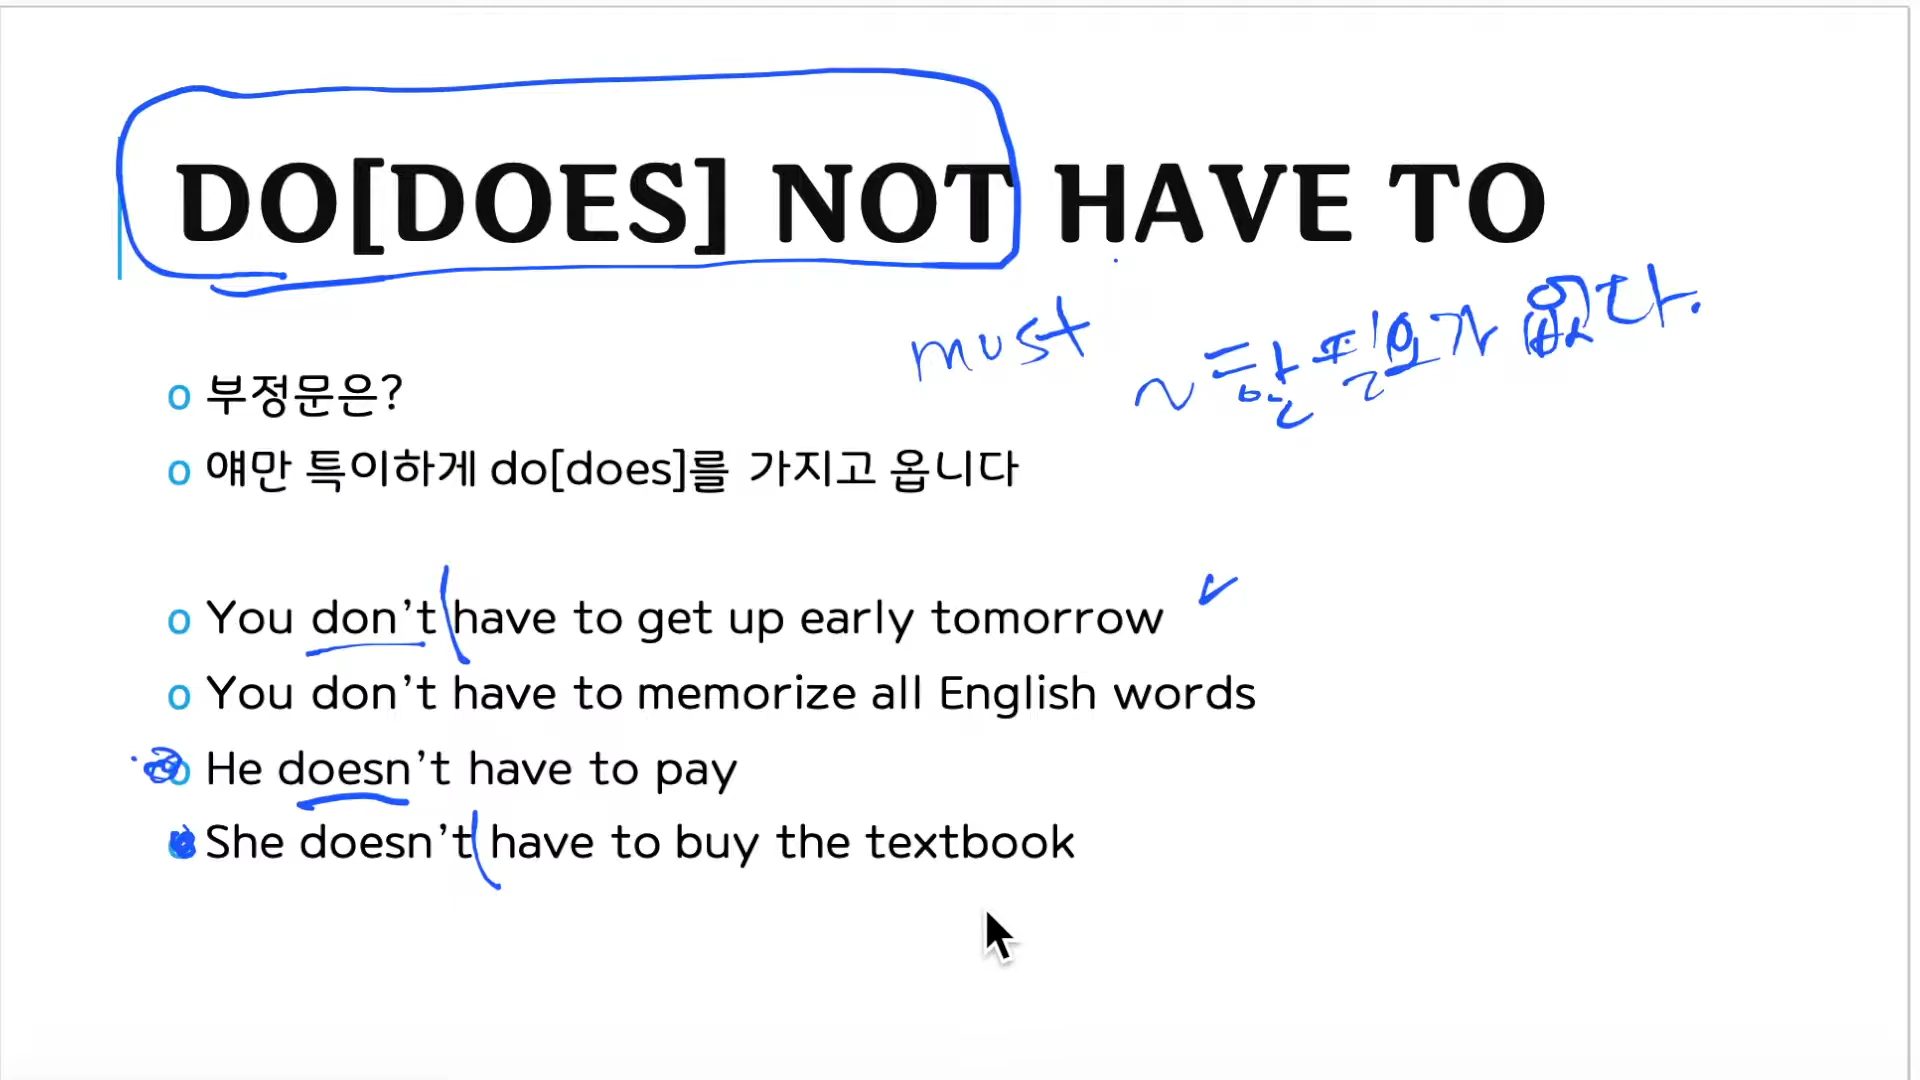 DO[DOES] NOT HAVE TO
must
~할 필요가 없다.
o 부정문은?
o 얘만 특이하게 do[does]를 가지고 옵니다
o You don't have to get up early tomorrow
o You don't have to memorize all English words
o He doesn't have to pay
o She doesn't have to buy the textbook